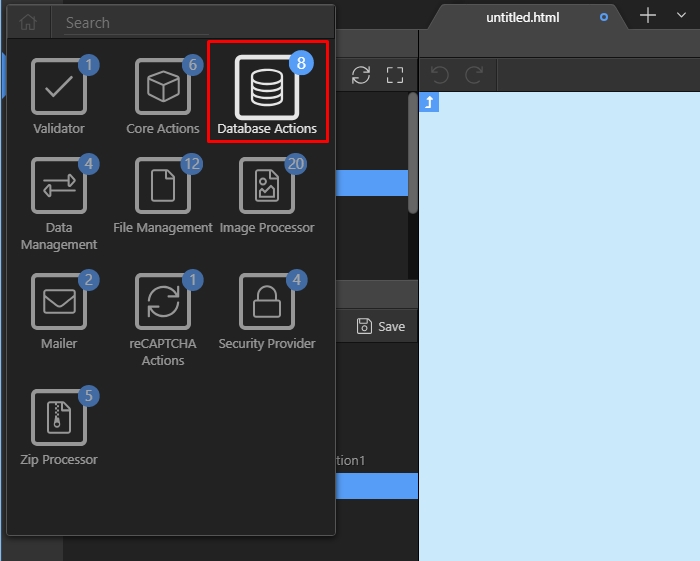 Search
untitled.html
1
6
8
Validator
Core Actions
Database Actions
4
12
20
Data
Management
File Management
Image Processor
2
1
4
Mailer
reCAPTCHA
Actions
Security Provider
Save
5
Zip Processor
tion1